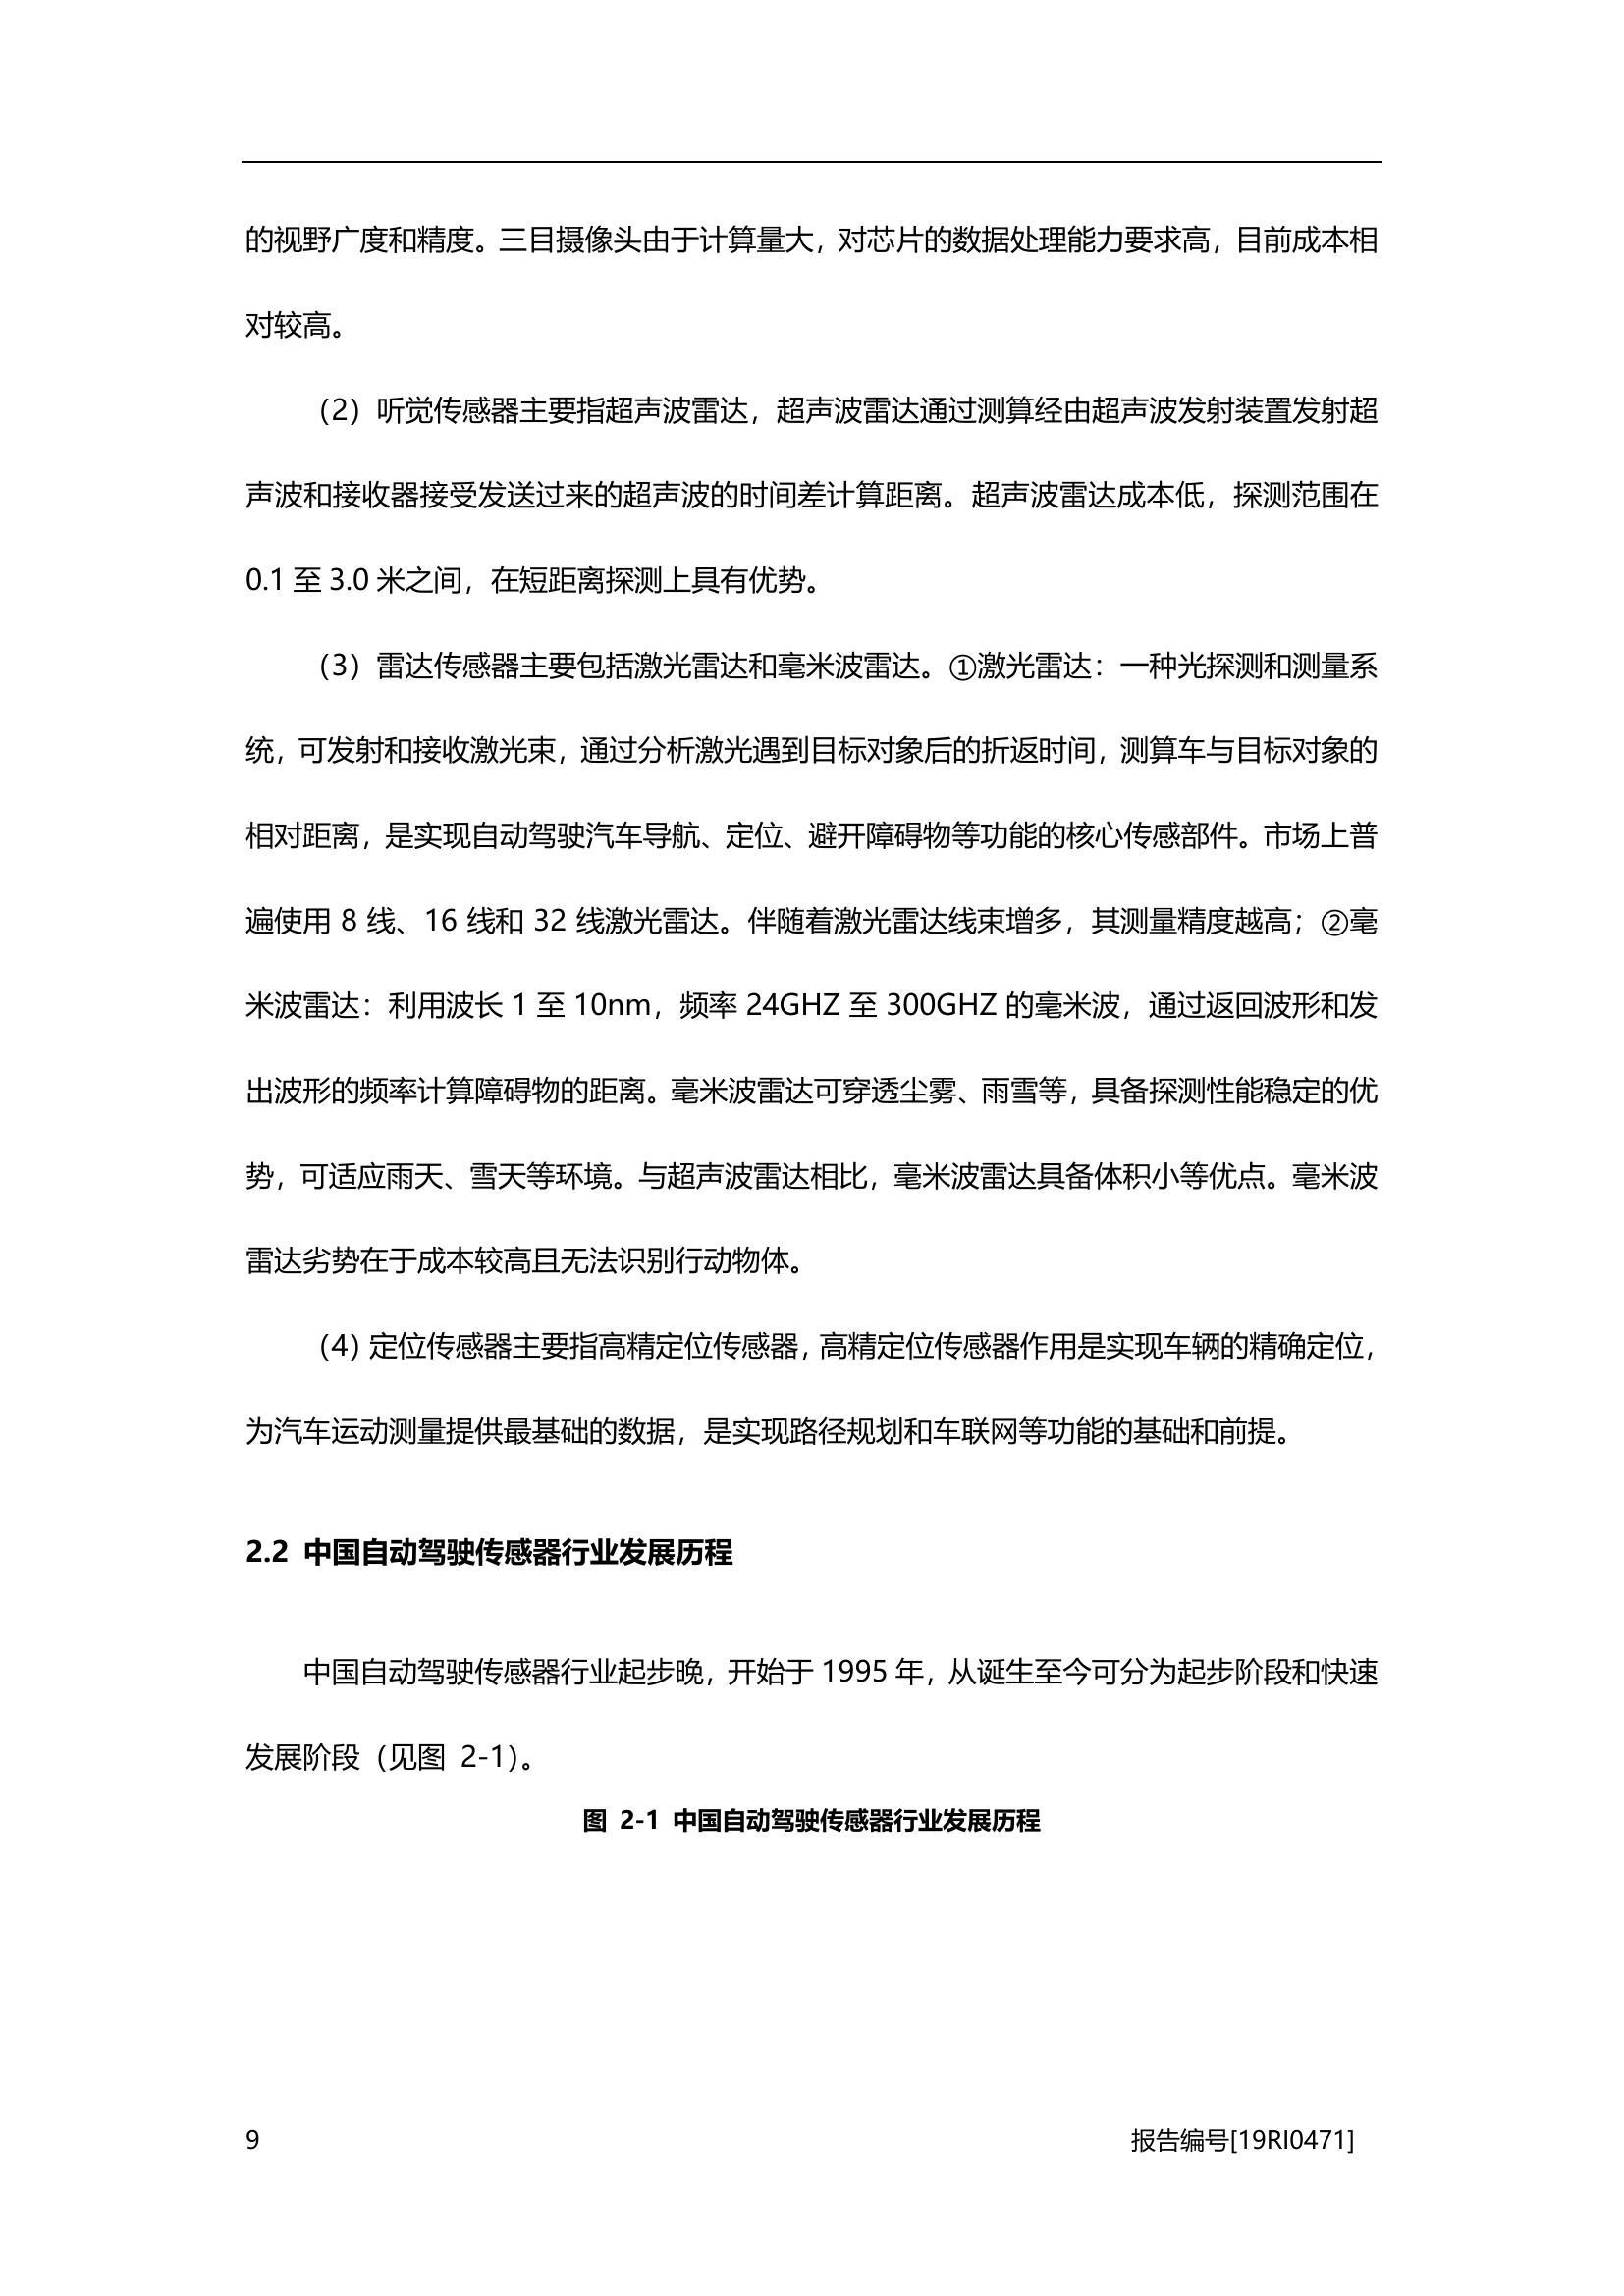 的视野广度和精度。三目摄像头由于计算量大，对芯片的数据处理能力要求高，目前成本相
对较高。
（2）听觉传感器主要指超声波雷达，超声波雷达通过测算经由超声波发射装置发射超
声波和接收器接受发送过来的超声波的时间差计算距离。超声波雷达成本低，探测范围在
0.1 至 3.0 米之间，在短距离探测上具有优势。
（3）雷达传感器主要包括激光雷达和毫米波雷达。①激光雷达：一种光探测和测量系
统，可发射和接收激光束，通过分析激光遇到目标对象后的折返时间，测算车与目标对象的
相对距离，是实现自动驾驶汽车导航、定位、避开障碍物等功能的核心传感部件。市场上普
遍使用 8 线、16 线和 32 线激光雷达。伴随着激光雷达线束增多，其测量精度越高；②毫
米波雷达：利用波长 1 至 10nm，频率 24GHZ 至 300GHZ 的毫米波，通过返回波形和发
出波形的频率计算障碍物的距离。毫米波雷达可穿透尘雾、雨雪等，具备探测性能稳定的优
势，可适应雨天、雪天等环境。与超声波雷达相比，毫米波雷达具备体积小等优点。毫米波
雷达劣势在于成本较高且无法识别行动物体。
（4）定位传感器主要指高精定位传感器，高精定位传感器作用是实现车辆的精确定位，
为汽车运动测量提供最基础的数据，是实现路径规划和车联网等功能的基础和前提。
2.2 中国自动驾驶传感器行业发展历程
中国自动驾驶传感器行业起步晚，开始于 1995 年，从诞生至今可分为起步阶段和快速
发展阶段（见图 2-1）。
图 2-1 中国自动驾驶传感器行业发展历程
9 报告编号[19RI0471]